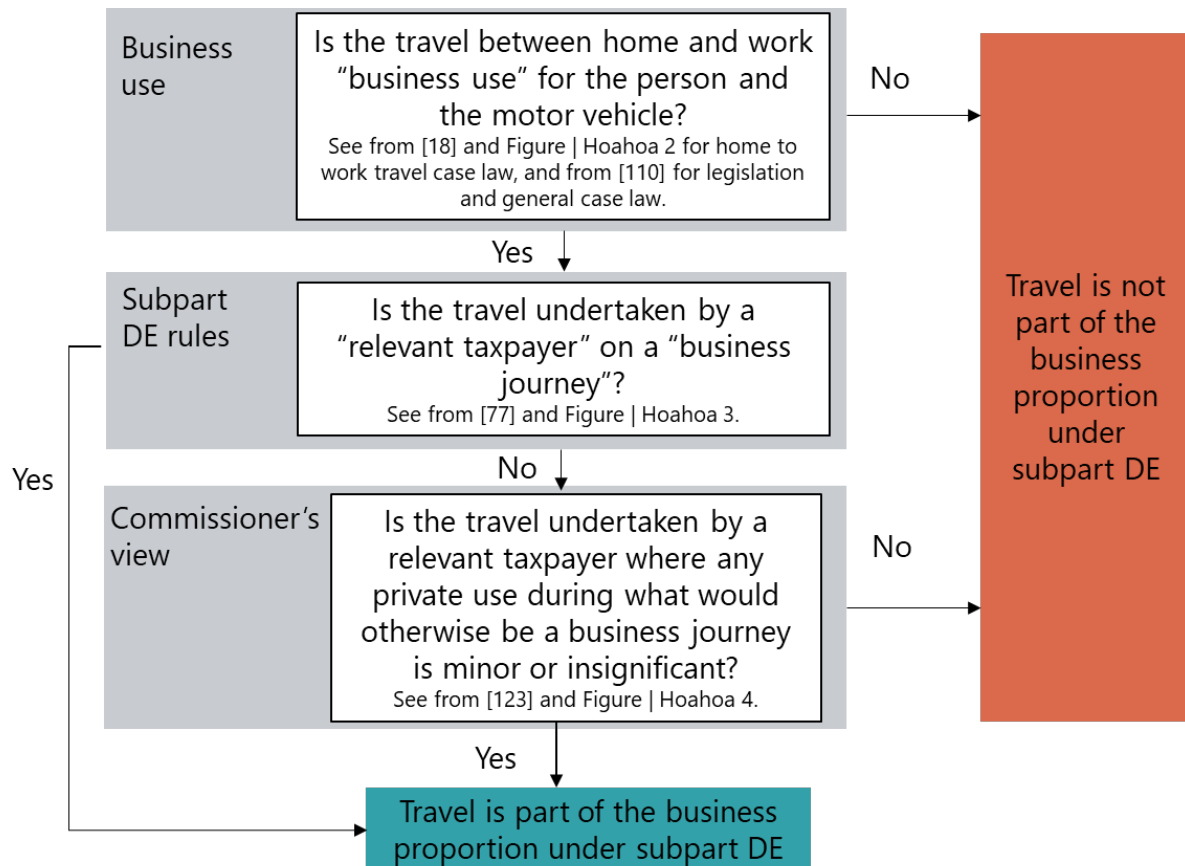 Business
use
Is the travel between home and work
“business use” for the person and
the motor vehicle?
See from [18] and Figure | Hoahoa 2 for home to
work travel case law, and from [110] for legislation
and general case law.
No
Yes
Subpart
DE rules
Is the travel undertaken by a
“relevant taxpayer” on a “business
journey”?
See from [77] and Figure | Hoahoa 3.
Yes
No
Commissioner’s
view
Is the travel undertaken by a
relevant taxpayer where any
private use during what would
otherwise be a business journey
is minor or insignificant?
See from [123] and Figure | Hoahoa 4.
No
Yes
Travel is not
part of the
business
proportion
under
subpart DE
Travel is part of the business
proportion under subpart DE